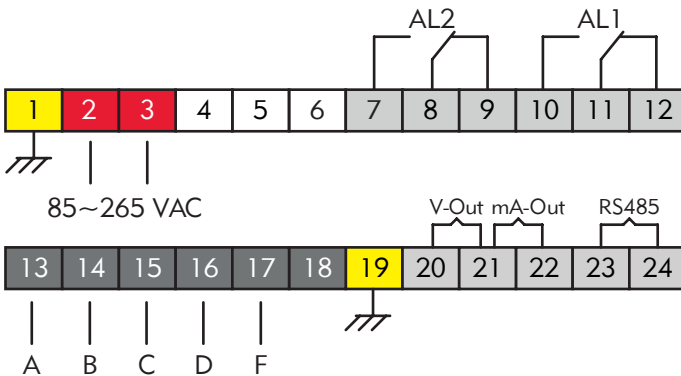 AL2 AL1
1 2 3 4 5 6 7 8 9 10 11 12
85~265 VAC
V-Out mA-Out RS485
13 14 15 16 17 18 19 20 21 22 23 24
A B C D F